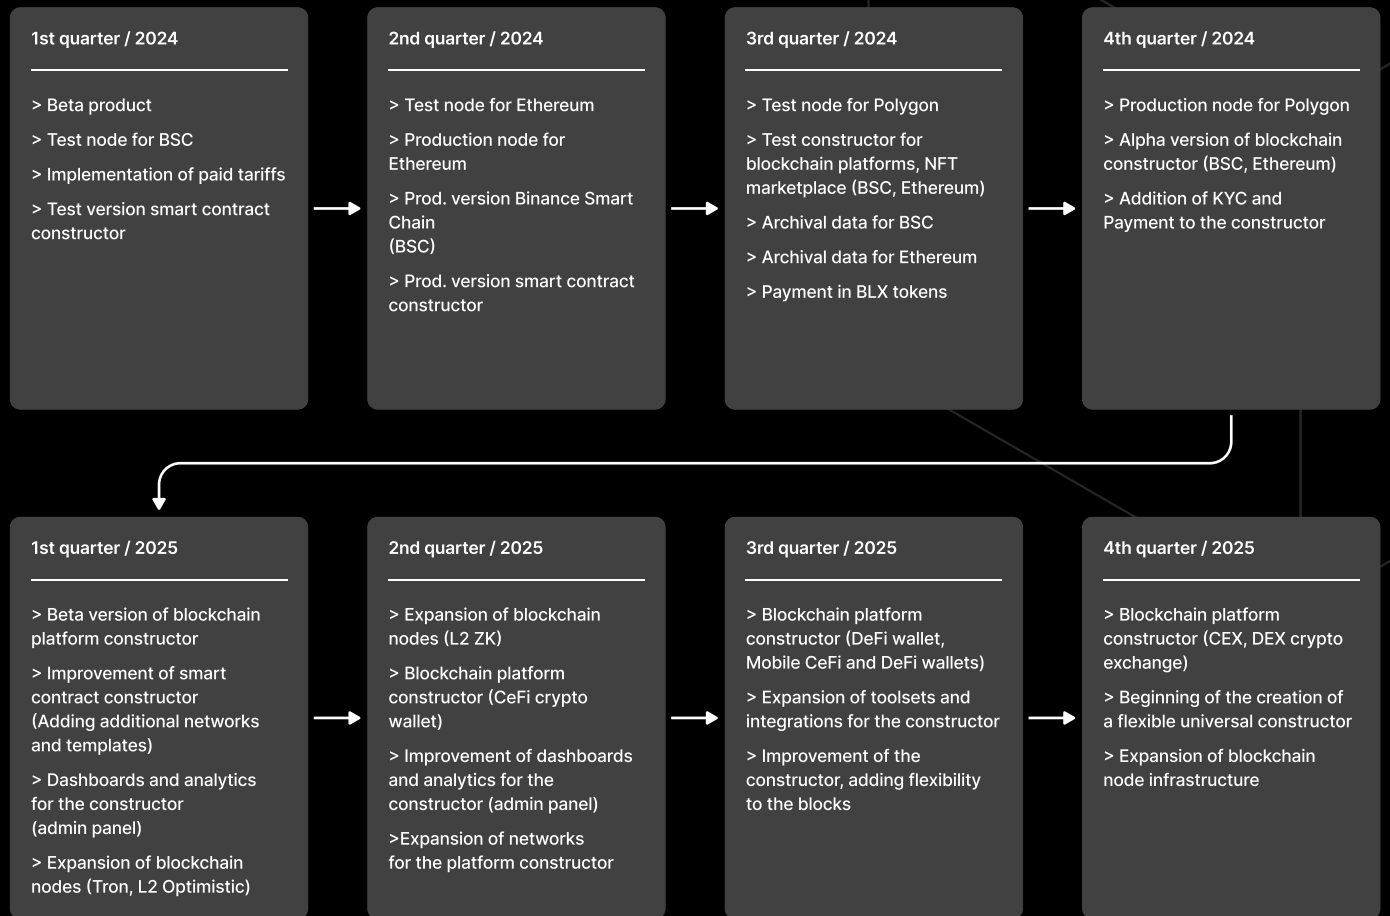 1st quarter / 2024
> Beta product
> Test node for BSC
> Implementation of paid tariffs
> Test version smart contract
constructor
2nd quarter / 2024
> Test node for Ethereum
> Production node for
Ethereum
> Prod. version Binance Smart
Chain
(BSC)
> Prod. version smart contract
constructor
3rd quarter / 2024
> Test node for Polygon
> Test constructor for
blockchain platforms, NFT
marketplace (BSC, Ethereum)
> Archival data for BSC
> Archival data for Ethereum
> Payment in BLX tokens
4th quarter / 2024
> Production node for Polygon
> Alpha version of blockchain
constructor (BSC, Ethereum)
> Addition of KYC and
Payment to the constructor
1st quarter / 2025
> Beta version of blockchain
platform constructor
> Improvement of smart
contract constructor
(Adding additional networks
and templates)
> Dashboards and analytics
for the constructor
(admin panel)
> Expansion of blockchain
nodes (Tron, L2 Optimistic)
2nd quarter / 2025
> Expansion of blockchain
nodes (L2 ZK)
> Blockchain platform
constructor (CeFi crypto
wallet)
> Improvement of dashboards
and analytics for the
constructor (admin panel)
>Expansion of networks
for the platform constructor
3rd quarter / 2025
> Blockchain platform
constructor (DeFi wallet,
Mobile CeFi and DeFi wallets)
> Expansion of toolsets and
integrations for the constructor
> Improvement of the
constructor, adding flexibility
to the blocks
4th quarter / 2025
> Blockchain platform
constructor (CEX, DEX crypto
exchange)
> Beginning of the creation of
a flexible universal constructor
> Expansion of blockchain
node infrastructure